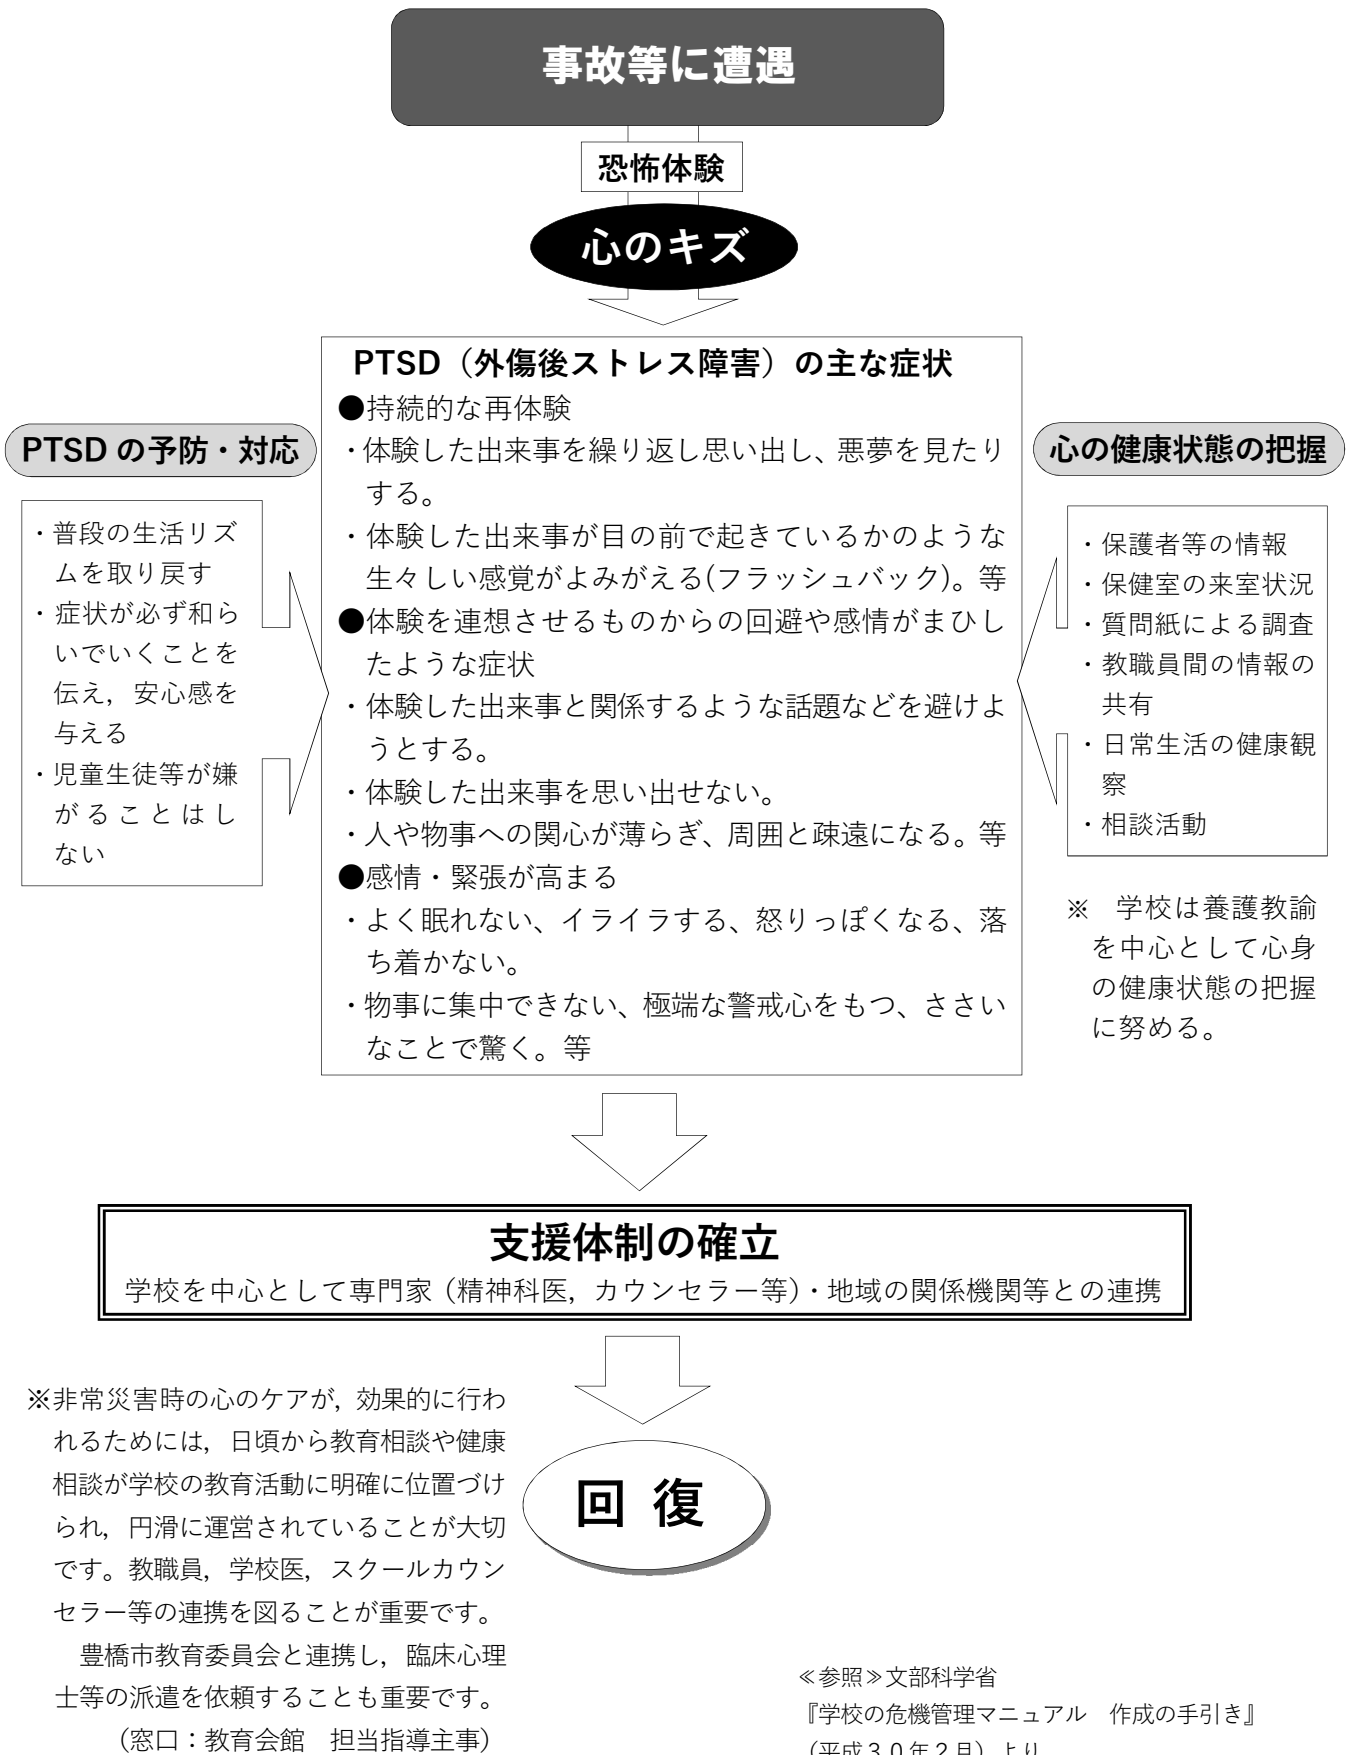 事故等に遭遇
恐怖体験
心のキズ
PTSD（外傷後ストレス障害）の主な症状
●持続的な再体験
・体験した出来事を繰り返し思い出し、悪夢を見たり
する。
・体験した出来事が目の前で起きているかのような
生々しい感覚がよみがえる(フラッシュバック)。等
●体験を連想させるものからの回避や感情がまひし
たような症状
・体験した出来事と関係するような話題などを避けよ
うとする。
・体験した出来事を思い出せない。
・人や物事への関心が薄らぎ、周囲と疎遠になる。等
●感情・緊張が高まる
・よく眠れない、イライラする、怒りっぽくなる、落
ち着かない。
・物事に集中できない、極端な警戒心をもつ、ささい
なことで驚く。等
PTSD の予防・対応
・普段の生活リズ
ムを取り戻す
・症状が必ず和ら
いでいくことを
伝え，安心感を
与える
・児童生徒等が嫌
がることはし
ない
心の健康状態の把握
・保護者等の情報
・保健室の来室状況
・質問紙による調査
・教職員間の情報の
共有
・日常生活の健康観
察
・相談活動
※　学校は養護教諭
を中心として心身
の健康状態の把握
に努める。
支援体制の確立
学校を中心として専門家（精神科医，カウンセラー等）・地域の関係機関等との連携
回 復
※非常災害時の心のケアが，効果的に行わ
れるためには，日頃から教育相談や健康
相談が学校の教育活動に明確に位置づけ
られ，円滑に運営されていることが大切
です。教職員，学校医，スクールカウン
セラー等の連携を図ることが重要です。
豊橋市教育委員会と連携し，臨床心理
士等の派遣を依頼することも重要です。
（窓口：教育会館　担当指導主事）
≪参照≫文部科学省
『学校の危機管理マニュアル　作成の手引き』
（平成３０年２月）より